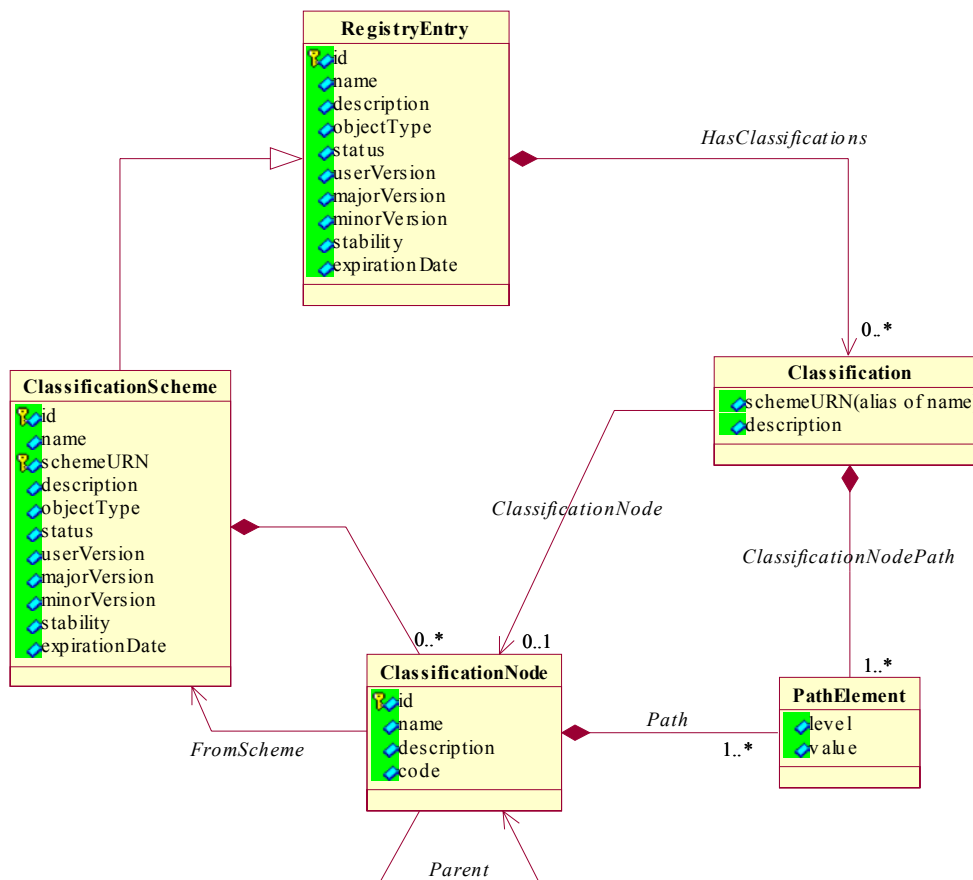 RegistryEntry
id
name
description
objectType
status
userVersion
majorVersion
minorVersion
stability
expirationDate
HasClassifications
0..*
ClassificationScheme
id
name
schemeURN
description
objectType
status
userVersion
majorVersion
minorVersion
stability
expirationDate
Classification
schemeURN(alias of name
description
ClassificationNode
ClassificationNodePath
0..*
0..1
1..*
ClassificationNode
id
name
description
code
PathElement
level
value
Path
1..*
FromScheme
Parent